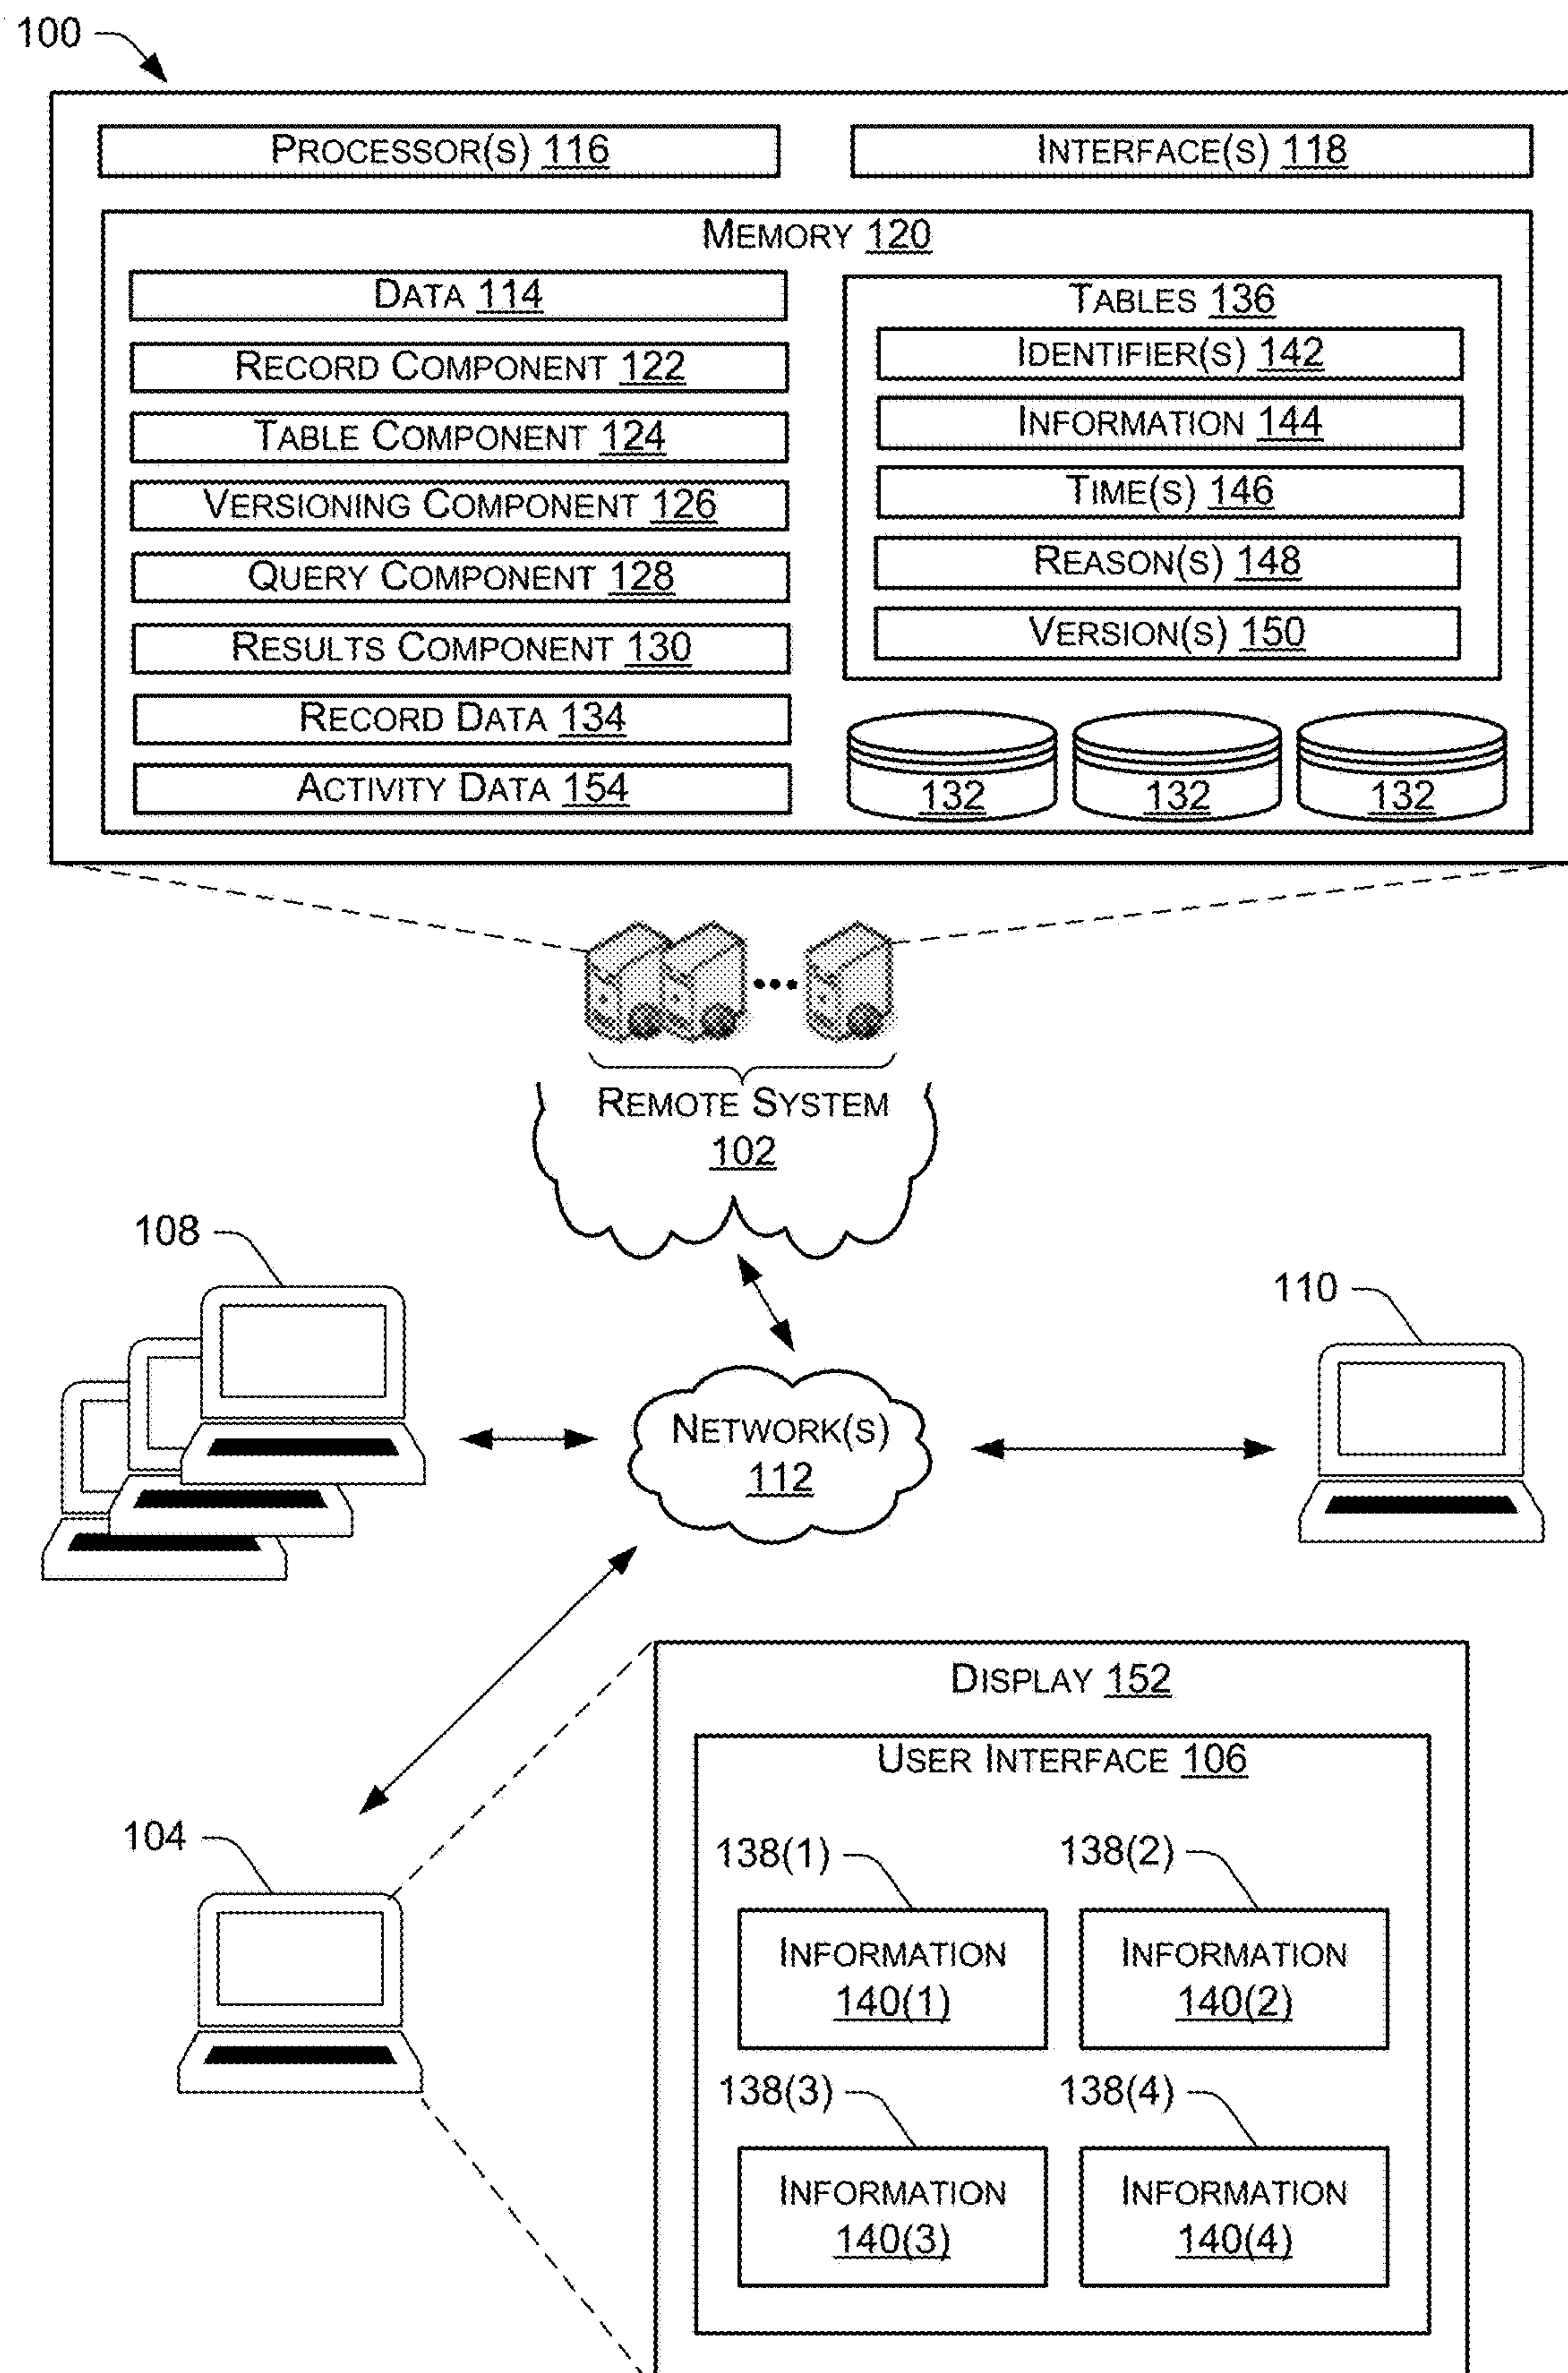 100
PROCESSOR(S) 116
INTERFACE(S) 118
MEMORY 120
DATA 114
RECORD COMPONENT 122
TABLE COMPONENT 124
VERSIONING COMPONENT 126
QUERY COMPONENT 128
RESULTS COMPONENT 130
RECORD DATA 134
ACTIVITY DATA 154
TABLES 136
IDENTIFIER(S) 142
INFORMATION 144
TIME(S) 146
REASON(S) 148
VERSION(S) 150
132
132
132
REMOTE SYSTEM
102
108
110
NETWORK(S)
112
104
DISPLAY 152
USER INTERFACE 106
138(1)
138(2)
INFORMATION
140(1)
INFORMATION
140(2)
138(3)
138(4)
INFORMATION
140(3)
INFORMATION
140(4)